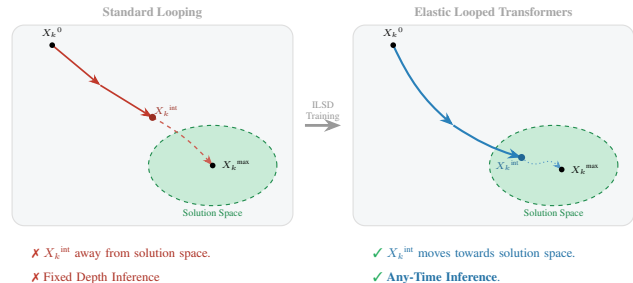 Standard Looping
X_k^0
X_k^int
X_k^max
Solution Space
✗ X_k^int away from solution space.
✗ Fixed Depth Inference
ILSD
Training
Elastic Looped Transformers
X_k^0
X_k^int
X_k^max
Solution Space
✓ X_k^int moves towards solution space.
✓ Any-Time Inference.